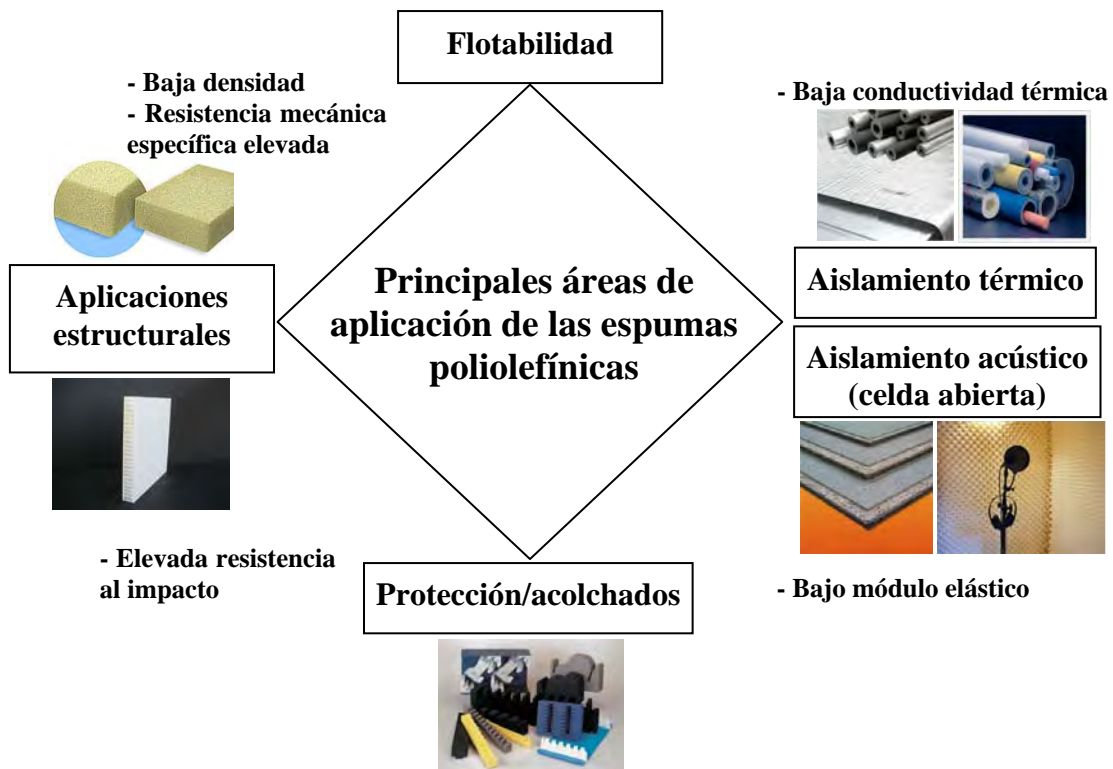 Flotabilidad
- Baja densidad
- Resistencia mecánica
específica elevada
- Baja conductividad térmica
Aplicaciones
estructurales
Principales áreas de
aplicación de las espumas
poliolefínicas
Aislamiento térmico
Aislamiento acústico
(celda abierta)
- Elevada resistencia
al impacto
Protección/acolchados
- Bajo módulo elástico